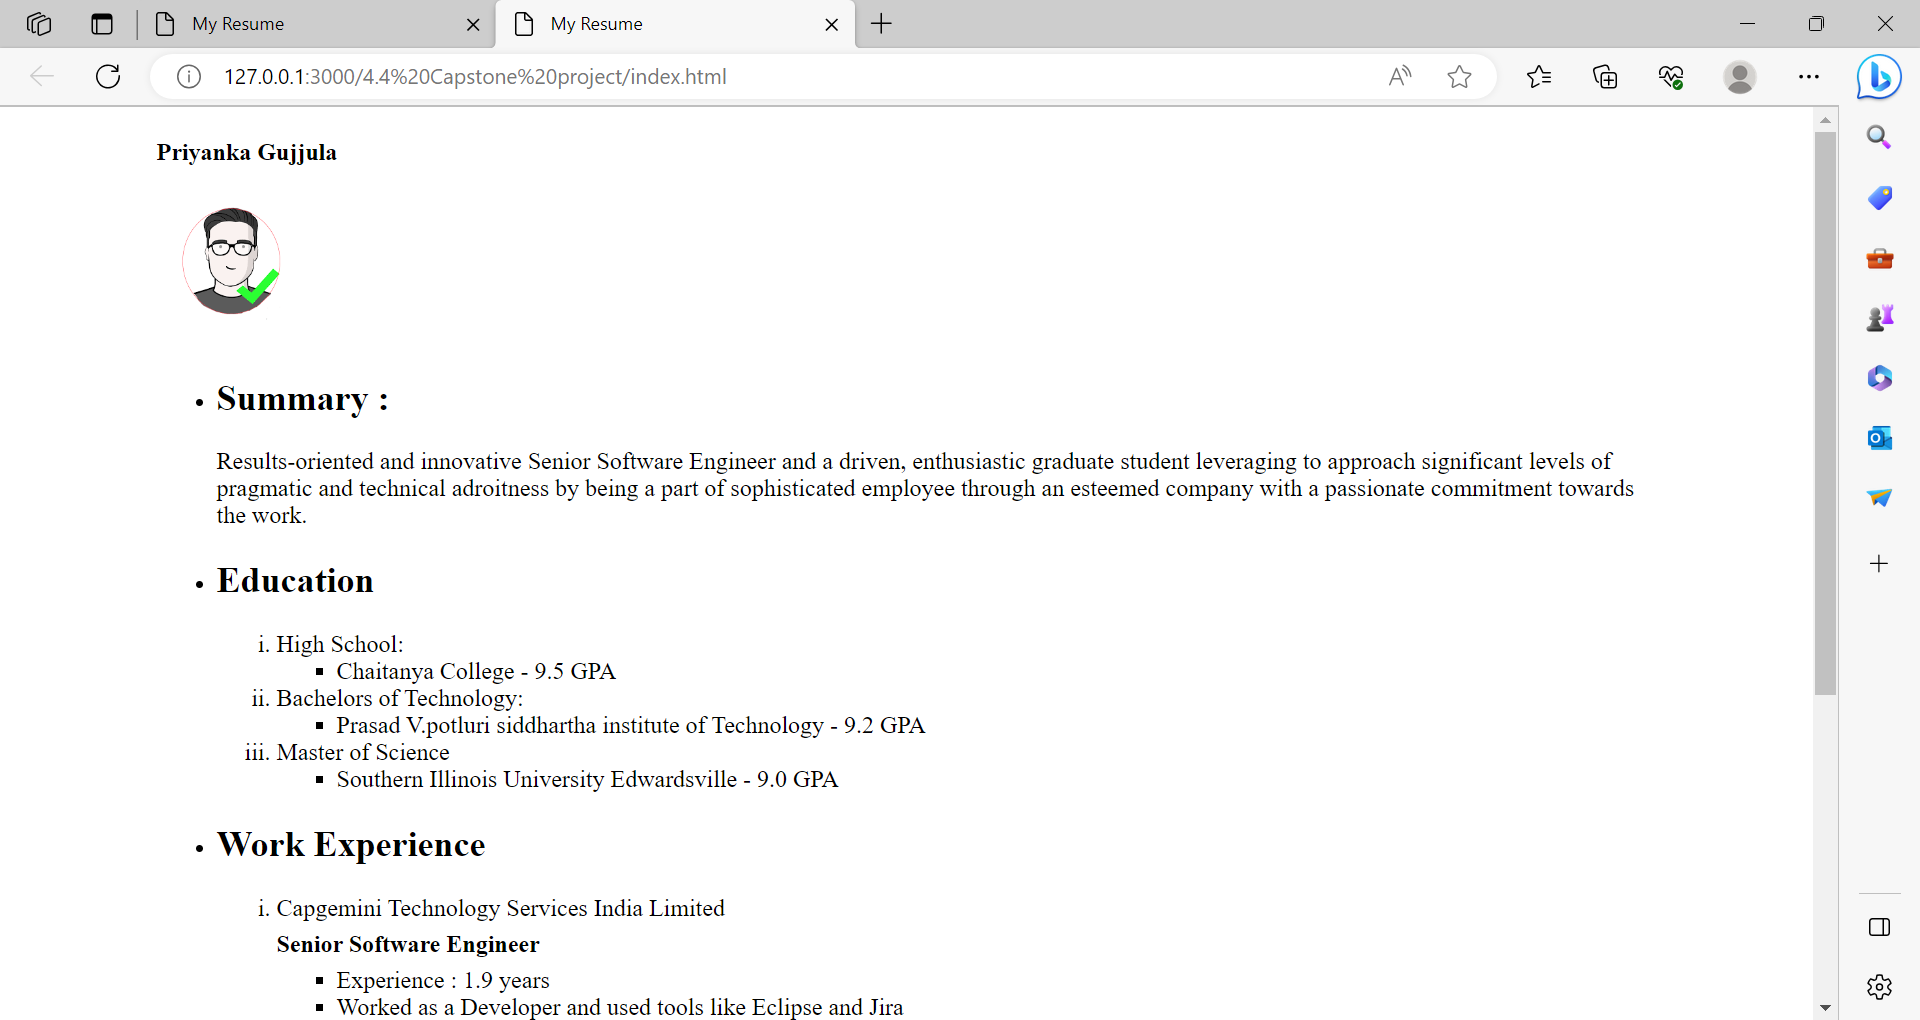 My Resume
My Resume
127.0.0.1:3000/4.4%20Capstone%20project/index.html
Priyanka Gujjula
• Summary :
Results-oriented and innovative Senior Software Engineer and a driven, enthusiastic graduate student leveraging to approach significant levels of
pragmatic and technical adroitness by being a part of sophisticated employee through an esteemed company with a passionate commitment towards
the work.
• Education
i. High School:
▪ Chaitanya College - 9.5 GPA
ii. Bachelors of Technology:
▪ Prasad V.potluri siddhartha institute of Technology - 9.2 GPA
iii. Master of Science
▪ Southern Illinois University Edwardsville - 9.0 GPA
• Work Experience
i. Capgemini Technology Services India Limited
Senior Software Engineer
▪ Experience : 1.9 years
▪ Worked as a Developer and used tools like Eclipse and Jira